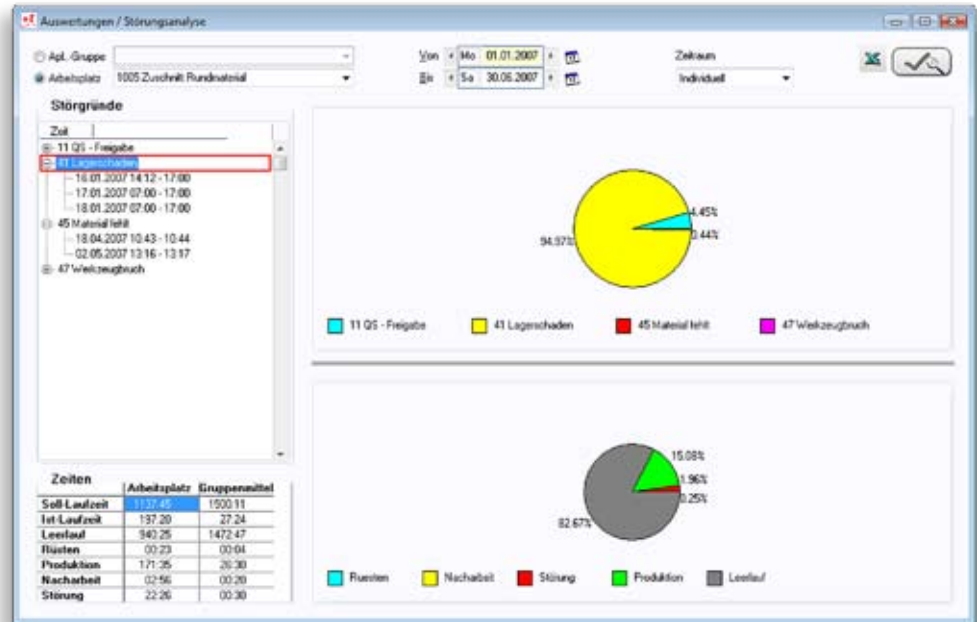 Auswertungen / Störungsanalyse
Apl.-Gruppe
Arbeitsplatz 1005 Zuschnitt Rundmaterial
Von Mo 01.01.2007
Bis Sa 30.06.2007
Zeitraum
Individuell
Störgründe
Zeit
11 QS - Freigabe
41 Lagerschaden
16.01.2007 14:12 - 17:00
17.01.2007 07:00 - 17:00
18.01.2007 07:00 - 17:00
45 Material fehlt
18.04.2007 10:43 - 10:44
02.05.2007 13:16 - 13:17
47 Werkzeugbruch
4.45%
0.44%
94.97%
11 QS - Freigabe 41 Lagerschaden 45 Material fehlt 47 Werkzeugbruch
Zeiten
Arbeitsplatz Gruppenmittel
Soll-Laufzeit 1137:45 1500:11
Ist-Laufzeit 197:20 27:24
Leerlauf 940:25 1472:47
Rüsten 00:23 00:04
Produktion 171:35 26:30
Nacharbeit 02:56 00:20
Störung 22:26 00:30
15.08%
1.96%
0.25%
82.67%
Ruesten Nacharbeit Störung Produktion Leerlauf